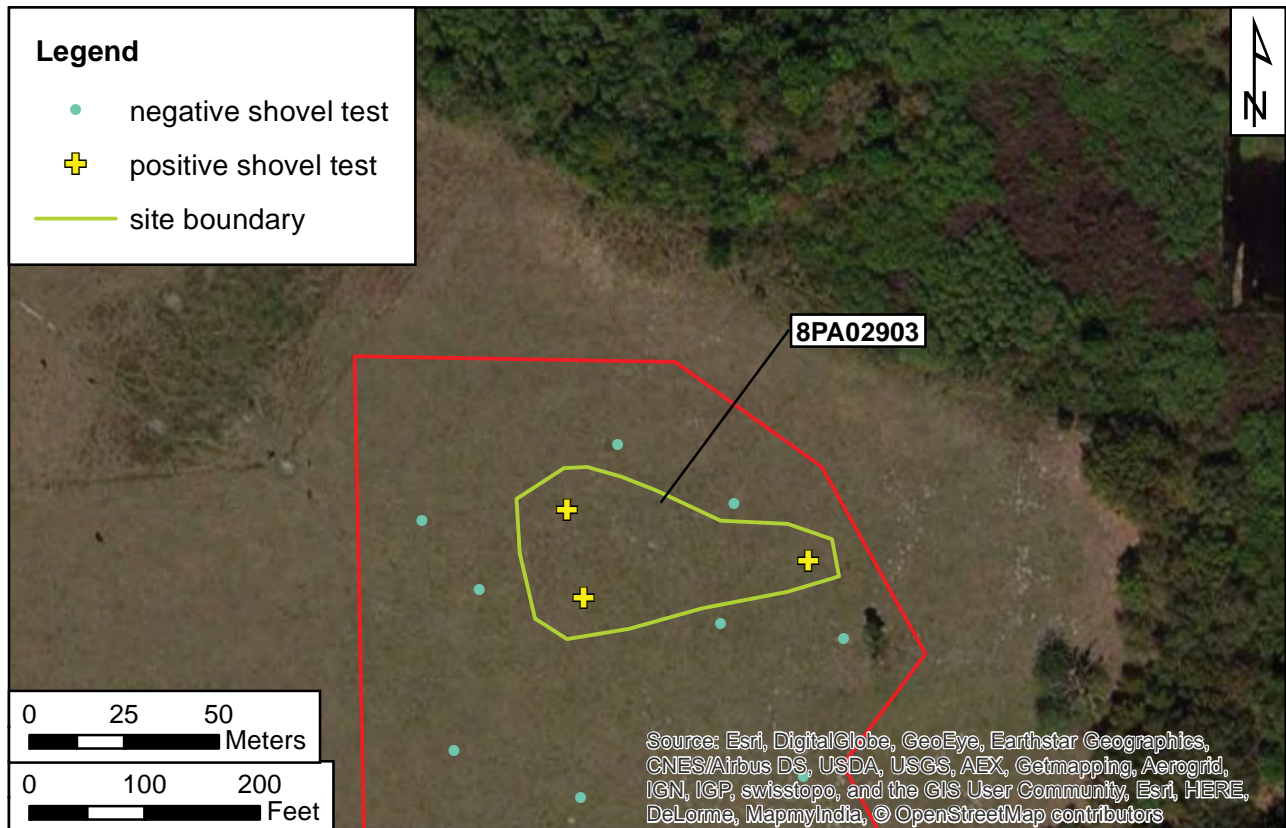 Legend
negative shovel test
positive shovel test
site boundary
N
8PA02903
0 25 50
Meters
0 100 200
Feet
Source: Esri, DigitalGlobe, GeoEye, Earthstar Geographics,
CNES/Airbus DS, USDA, USGS, AEX, Getmapping, Aerogrid,
IGN, IGP, swisstopo, and the GIS User Community, Esri, HERE,
DeLorme, MapmyIndia, © OpenStreetMap contributors